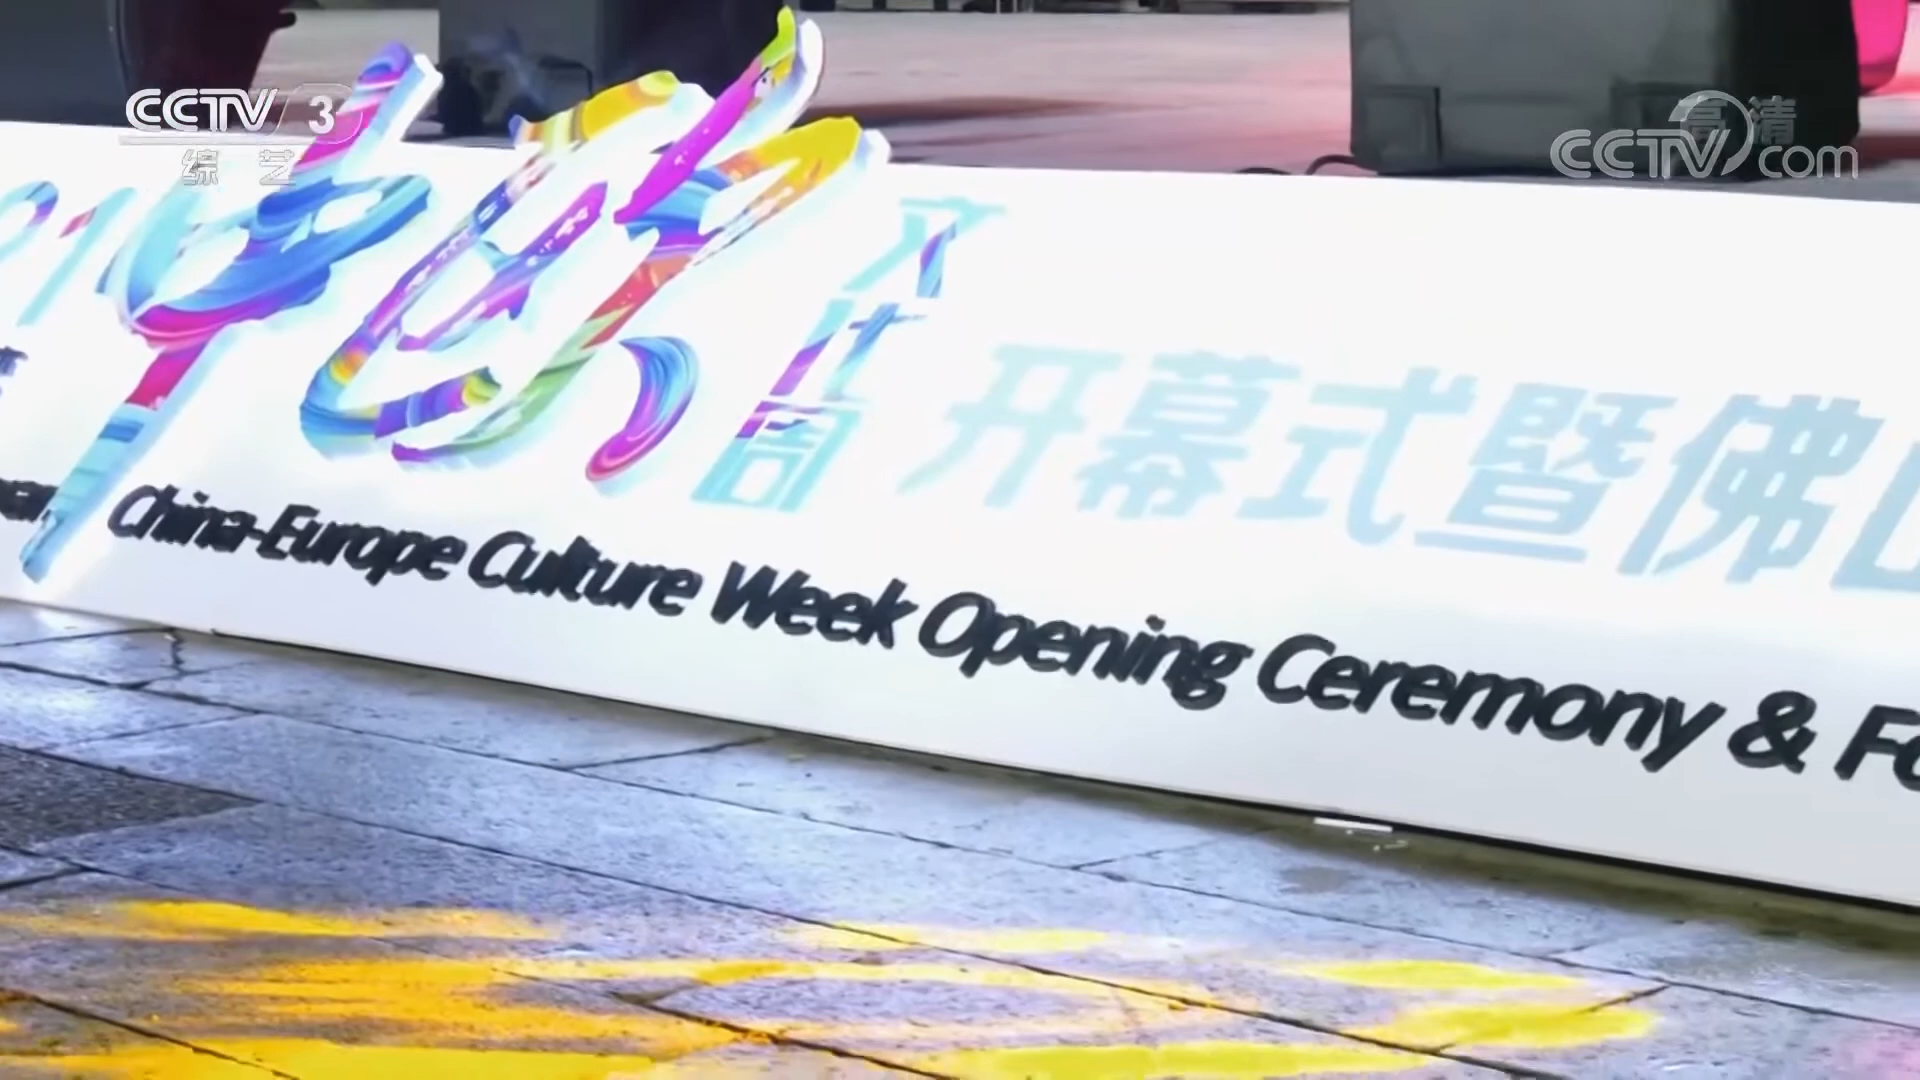 CCTV 3
综艺
高清
CCTV com
中欧
文化周
开幕式暨佛
China-Europe Culture Week Opening Ceremony &